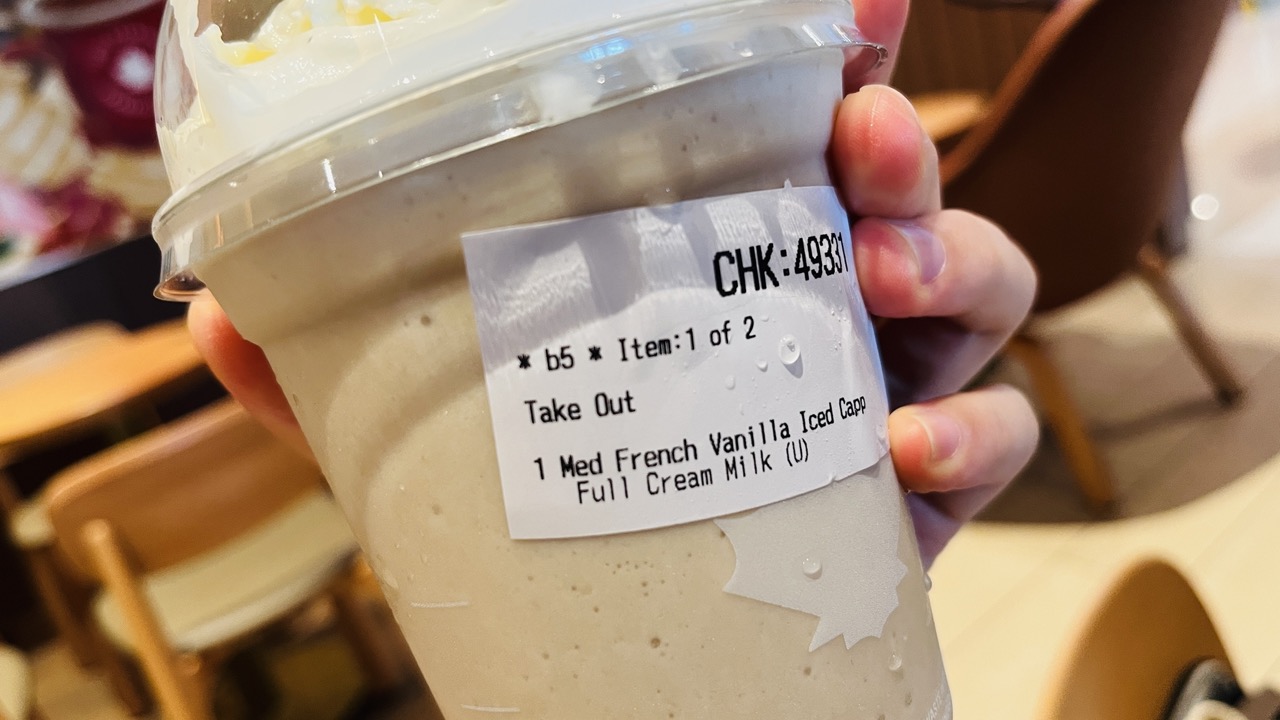 CHK:49331
* b5 * Item:1 of 2
Take Out
1 Med French Vanilla Iced Capp
Full Cream Milk (U)